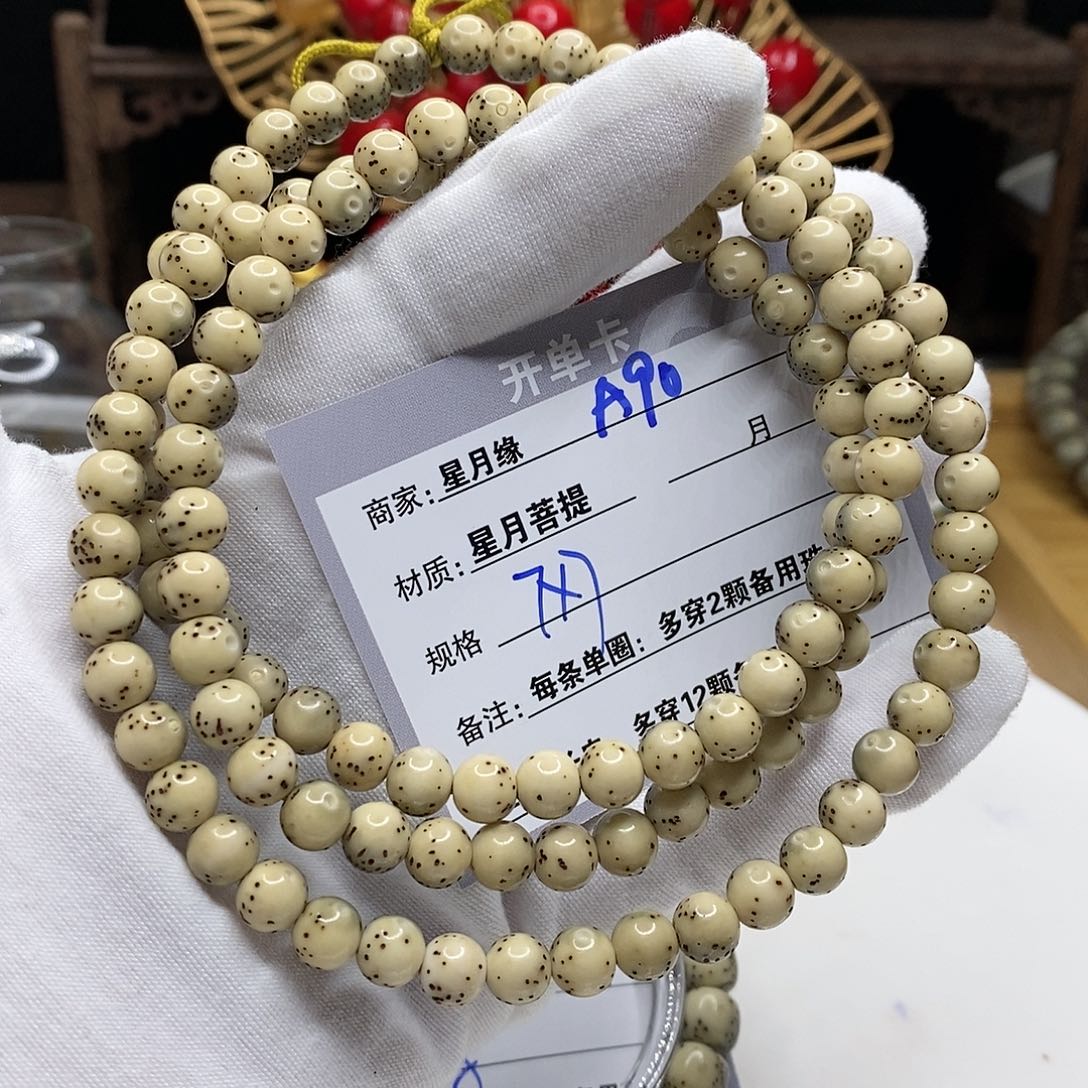 开单卡
A90
商家：星月缘
月
材质：星月菩提
规格 7X7
备注：每条单圈：多穿2颗备用珠
多穿12颗